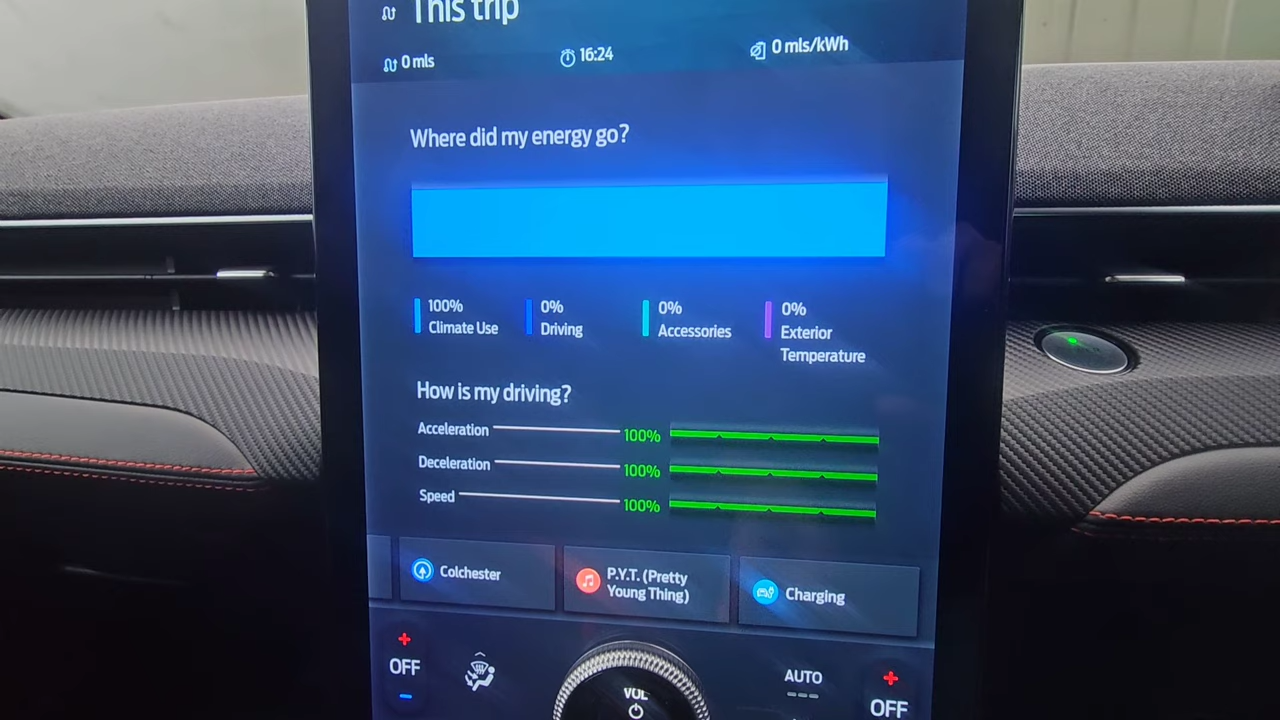 This trip
0 mls
16:24
0 mls/kWh
Where did my energy go?
100%
Climate Use
0%
Driving
0%
Accessories
0%
Exterior
Temperature
How is my driving?
Acceleration
100%
Deceleration
100%
Speed
100%
Colchester
P.Y.T. (Pretty
Young Thing)
Charging
+
OFF
-
VOL
AUTO
---
+
OFF